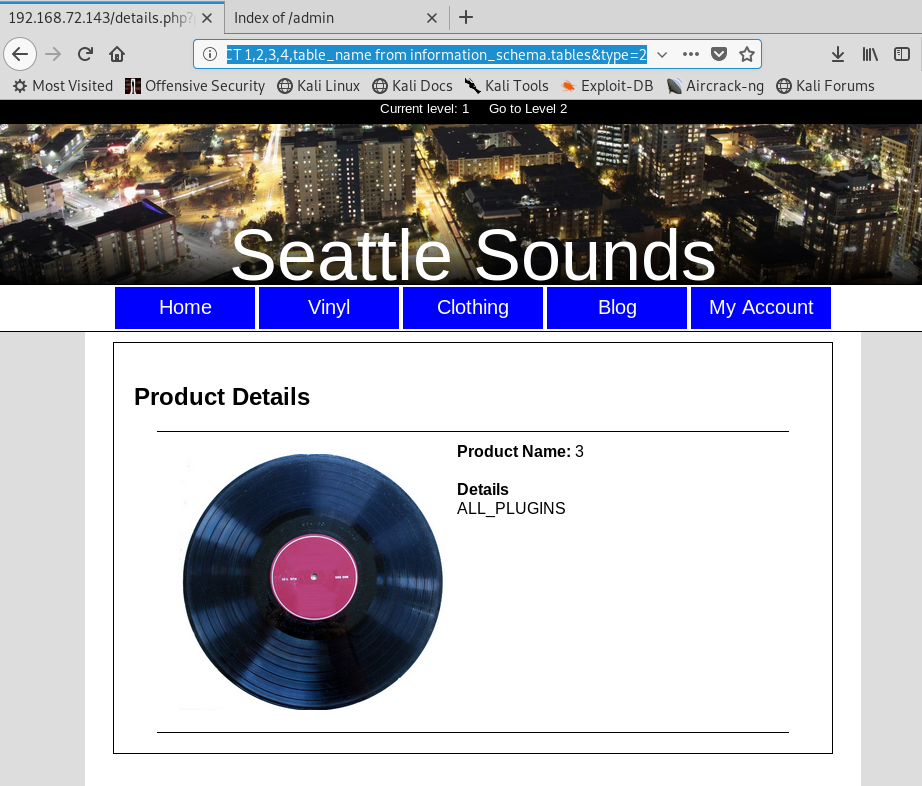 192.168.72.143/details.php?
Index of /admin
CT 1,2,3,4,table_name from information_schema.tables&type=2
Most Visited Offensive Security Kali Linux Kali Docs Kali Tools Exploit-DB Aircrack-ng Kali Forums
Current level: 1 Go to Level 2
Seattle Sounds
Home Vinyl Clothing Blog My Account
Product Details
Product Name: 3
Details
ALL_PLUGINS